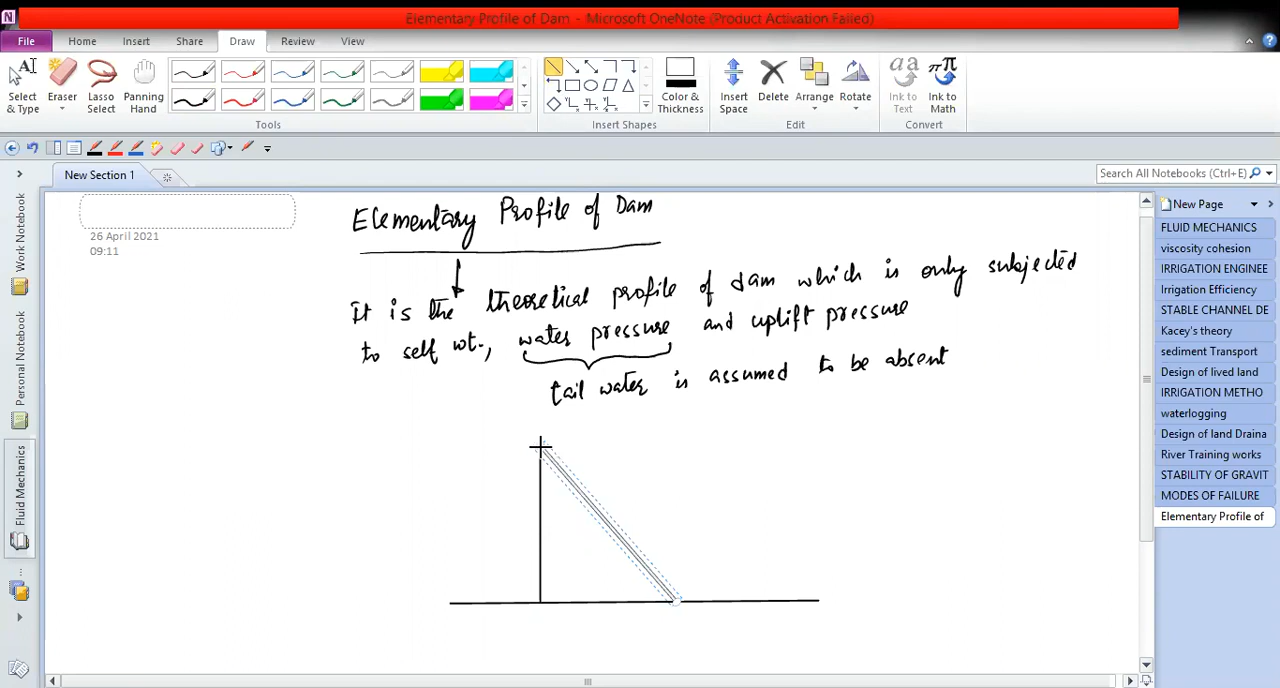 Elementary Profile of Dam - Microsoft OneNote (Product Activation Failed)
File Home Insert Share Draw Review View
Select & Type
Eraser
Lasso Select
Panning Hand
Color & Thickness
Insert Space
Delete
Arrange
Rotate
Ink to Text
Ink to Math
Tools
Insert Shapes
Edit
Convert
New Section 1
Search All Notebooks (Ctrl+E)
Work Notebook
Personal Notebook
Fluid Mechanics
26 April 2021
09:11
Elementary Profile of Dam
It is the theoretical profile of dam which is only subjected
to self wt., water pressure and uplift pressure
tail water is assumed to be absent
New Page
FLUID MECHANICS
viscosity cohesion
IRRIGATION ENGINEE
Irrigation Efficiency
STABLE CHANNEL DE
Kacey's theory
sediment Transport
Design of lived land
IRRIGATION METHO
waterlogging
Design of land Draina
River Training works
STABILITY OF GRAVIT
MODES OF FAILURE
Elementary Profile of